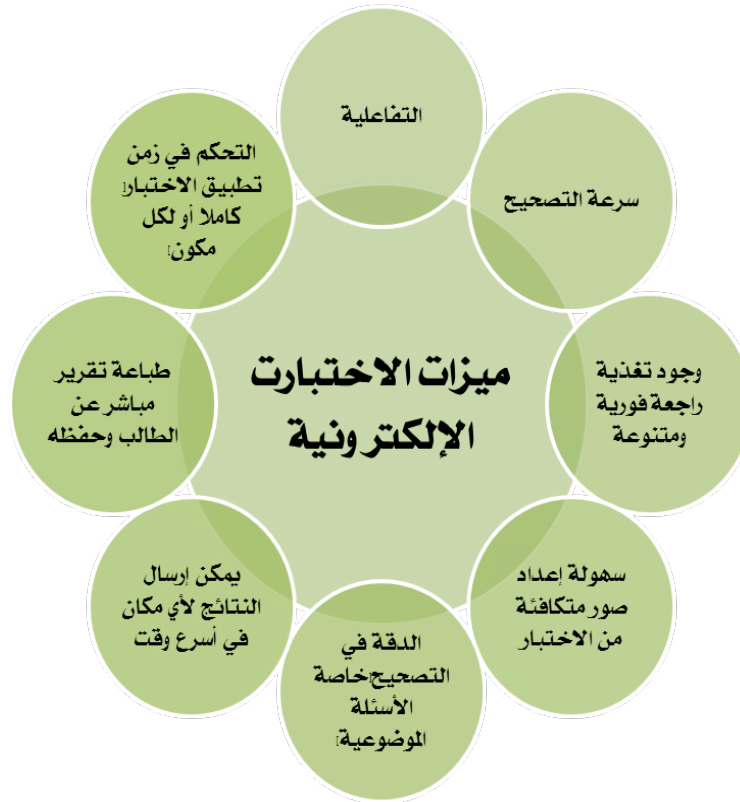 التفاعلية
سرعة التصحيح
وجود تغذية
راجعة فورية
ومتنوعة
سهولة إعداد
صور متكافئة
من الاختبار
الدقة في
التصحيح[خاصة
الأسئلة
الموضوعية]
يمكن إرسال
النتائج لأي مكان
في أسرع وقت
طباعة تقرير
مباشر عن
الطالب وحفظه
التحكم في زمن
تطبيق الاختبار[
كاملا أو لكل
مكون]
ميزات الاختبارت
الإلكترونية